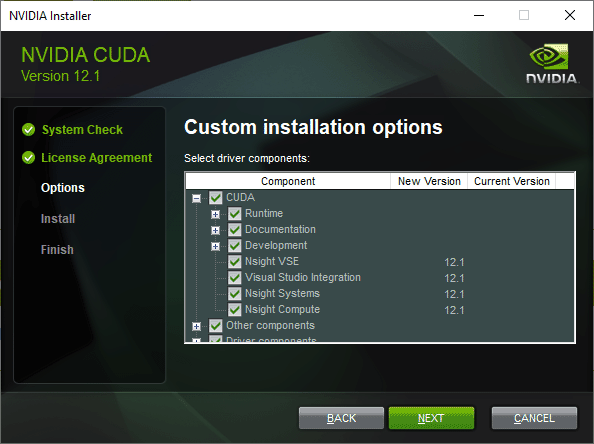 NVIDIA Installer
NVIDIA CUDA
Version 12.1
NVIDIA.
System Check
License Agreement
Options
Install
Finish
Custom installation options
Select driver components:
Component New Version Current Version
CUDA
Runtime
Documentation
Development
Nsight VSE 12.1
Visual Studio Integration 12.1
Nsight Systems 12.1
Nsight Compute 12.1
Other components
Driver components
BACK NEXT CANCEL